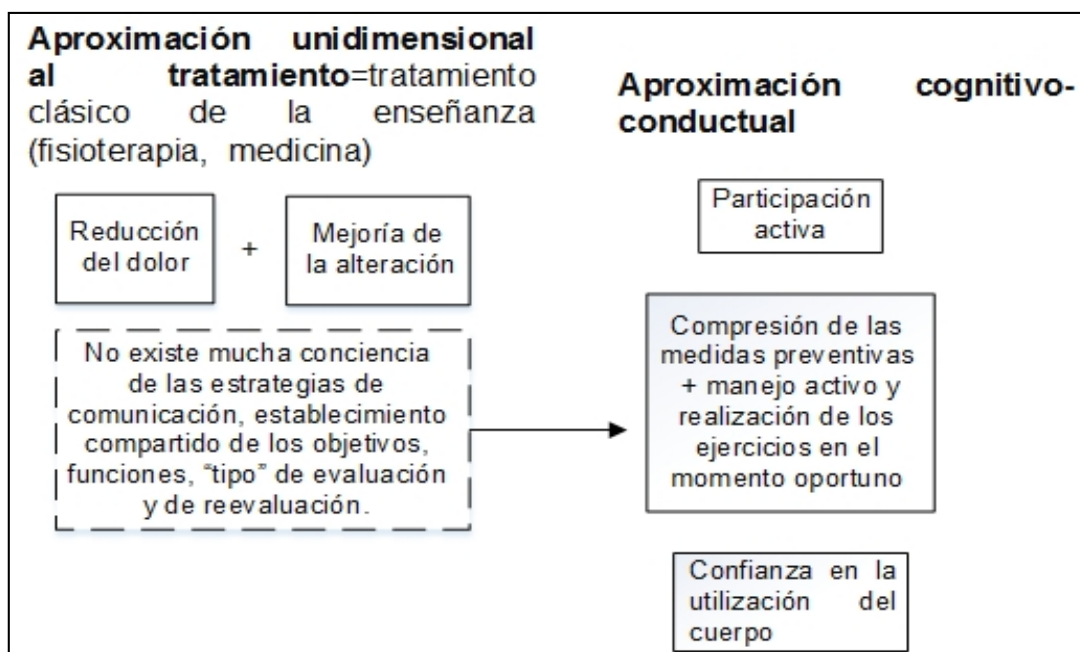 Aproximación unidimensional
al tratamiento=tratamiento
clásico de la enseñanza
(fisioterapia, medicina)
Reducción
del dolor
+
Mejoría de
la alteración
No existe mucha conciencia
de las estrategias de
comunicación, establecimiento
compartido de los objetivos,
funciones, “tipo” de evaluación
y de reevaluación.
Aproximación cognitivo-
conductual
Participación
activa
Compresión de las
medidas preventivas
+ manejo activo y
realización de los
ejercicios en el
momento oportuno
Confianza en la
utilización del
cuerpo